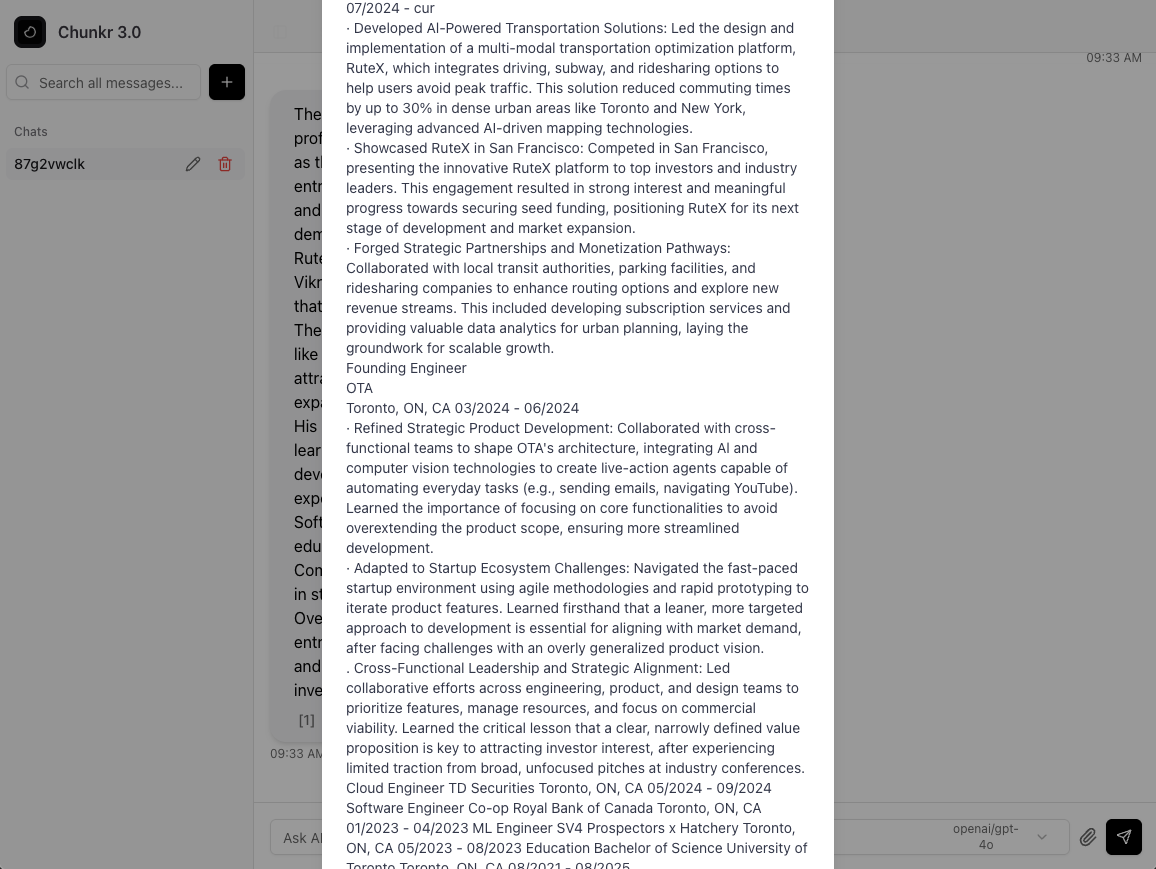 Chunkr 3.0
Search all messages...
+
Chats
87g2vwclk
09:33 AM
The
prof
as
entr
and
dem
Rute
Vikr
that
The
like
attra
expa
His
lear
deve
expe
Soft
edu
Com
in st
Ove
entr
and
inve
[1]
09:33 AM
07/2024 - cur
· Developed AI-Powered Transportation Solutions: Led the design and
implementation of a multi-modal transportation optimization platform,
RuteX, which integrates driving, subway, and ridesharing options to
help users avoid peak traffic. This solution reduced commuting times
by up to 30% in dense urban areas like Toronto and New York,
leveraging advanced AI-driven mapping technologies.
· Showcased RuteX in San Francisco: Competed in San Francisco,
presenting the innovative RuteX platform to top investors and industry
leaders. This engagement resulted in strong interest and meaningful
progress towards securing seed funding, positioning RuteX for its next
stage of development and market expansion.
· Forged Strategic Partnerships and Monetization Pathways:
Collaborated with local transit authorities, parking facilities, and
ridesharing companies to enhance routing options and explore new
revenue streams. This included developing subscription services and
providing valuable data analytics for urban planning, laying the
groundwork for scalable growth.
Founding Engineer
OTA
Toronto, ON, CA 03/2024 - 06/2024
· Refined Strategic Product Development: Collaborated with cross-
functional teams to shape OTA's architecture, integrating AI and
computer vision technologies to create live-action agents capable of
automating everyday tasks (e.g., sending emails, navigating YouTube).
Learned the importance of focusing on core functionalities to avoid
overextending the product scope, ensuring more streamlined
development.
· Adapted to Startup Ecosystem Challenges: Navigated the fast-paced
startup environment using agile methodologies and rapid prototyping to
iterate product features. Learned firsthand that a leaner, more targeted
approach to development is essential for aligning with market demand,
after facing challenges with an overly generalized product vision.
. Cross-Functional Leadership and Strategic Alignment: Led
collaborative efforts across engineering, product, and design teams to
prioritize features, manage resources, and focus on commercial
viability. Learned the critical lesson that a clear, narrowly defined value
proposition is key to attracting investor interest, after experiencing
limited traction from broad, unfocused pitches at industry conferences.
Cloud Engineer TD Securities Toronto, ON, CA 05/2024 - 09/2024
Software Engineer Co-op Royal Bank of Canada Toronto, ON, CA
01/2023 - 04/2023 ML Engineer SV4 Prospectors x Hatchery Toronto,
ON, CA 05/2023 - 08/2023 Education Bachelor of Science University of
Toronto Toronto, ON, CA 08/2021 - 08/2025
Ask AI
openai/gpt-
4o